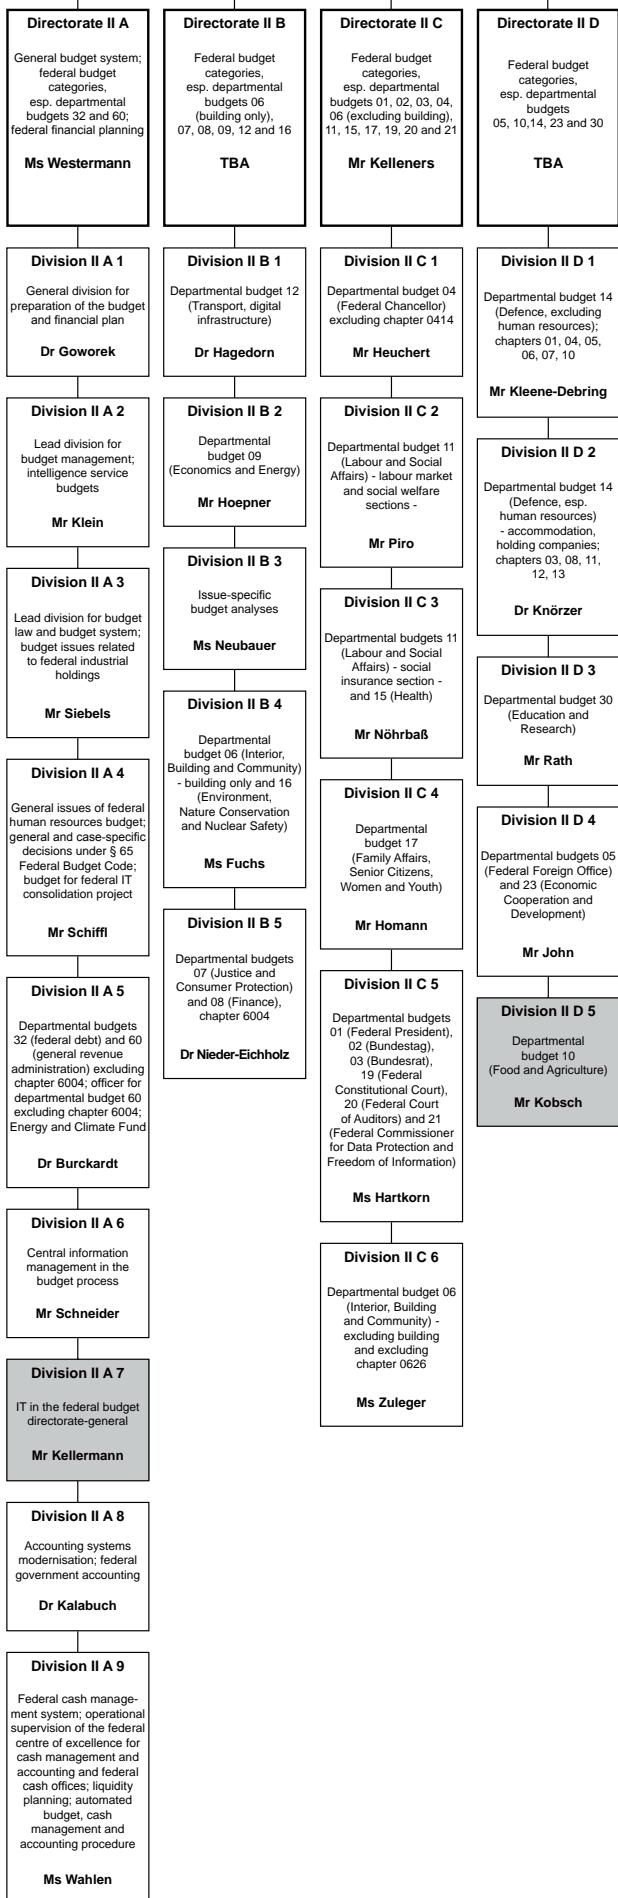 Directorate II A
General budget system;
federal budget
categories,
esp. departmental
budgets 32 and 60;
federal financial planning
Ms Westermann
Division II A 1
General division for
preparation of the budget
and financial plan
Dr Goworek
Division II A 2
Lead division for
budget management;
intelligence service
budgets
Mr Klein
Division II A 3
Lead division for budget
law and budget system;
budget issues related
to federal industrial
holdings
Mr Siebels
Division II A 4
General issues of federal
human resources budget;
general and case-specific
decisions under § 65
Federal Budget Code;
budget for federal IT
consolidation project
Mr Schiffl
Division II A 5
Departmental budgets
32 (federal debt) and 60
(general revenue
administration) excluding
chapter 6004; officer for
departmental budget 60
excluding chapter 6004;
Energy and Climate Fund
Dr Burckardt
Division II A 6
Central information
management in the
budget process
Mr Schneider
Division II A 7
IT in the federal budget
directorate-general
Mr Kellermann
Division II A 8
Accounting systems
modernisation; federal
government accounting
Dr Kalabuch
Division II A 9
Federal cash manage-
ment system; operational
supervision of the federal
centre of excellence for
cash management and
accounting and federal
cash offices; liquidity
planning; automated
budget, cash
management and
accounting procedure
Ms Wahlen
Directorate II B
Federal budget
categories,
esp. departmental
budgets 06
(building only),
07, 08, 09, 12 and 16
TBA
Division II B 1
Departmental budget 12
(Transport, digital
infrastructure)
Dr Hagedorn
Division II B 2
Departmental
budget 09
(Economics and Energy)
Mr Hoepner
Division II B 3
Issue-specific
budget analyses
Ms Neubauer
Division II B 4
Departmental
budget 06 (Interior,
Building and Community)
- building only and 16
(Environment,
Nature Conservation
and Nuclear Safety)
Ms Fuchs
Division II B 5
Departmental budgets
07 (Justice and
Consumer Protection)
and 08 (Finance),
chapter 6004
Dr Nieder-Eichholz
Directorate II C
Federal budget
categories,
esp. departmental
budgets 01, 02, 03, 04,
06 (excluding building),
11, 15, 17, 19, 20 and 21
Mr Kelleners
Division II C 1
Departmental budget 04
(Federal Chancellor)
excluding chapter 0414
Mr Heuchert
Division II C 2
Departmental budget 11
(Labour and Social
Affairs) - labour market
and social welfare
sections -
Mr Piro
Division II C 3
Departmental budgets 11
(Labour and Social
Affairs) - social
insurance section -
and 15 (Health)
Mr Nöhrbaß
Division II C 4
Departmental
budget 17
(Family Affairs,
Senior Citizens,
Women and Youth)
Mr Homann
Division II C 5
Departmental budgets
01 (Federal President),
02 (Bundestag),
03 (Bundesrat),
19 (Federal
Constitutional Court),
20 (Federal Court
of Auditors) and 21
(Federal Commissioner
for Data Protection and
Freedom of Information)
Ms Hartkorn
Division II C 6
Departmental budget 06
(Interior, Building
and Community) -
excluding building
and excluding
chapter 0626
Ms Zuleger
Directorate II D
Federal budget
categories,
esp. departmental
budgets
05, 10,14, 23 and 30
TBA
Division II D 1
Departmental budget 14
(Defence, excluding
human resources);
chapters 01, 04, 05,
06, 07, 10
Mr Kleene-Debring
Division II D 2
Departmental budget 14
(Defence, esp.
human resources)
- accommodation,
holding companies;
chapters 03, 08, 11,
12, 13
Dr Knörzer
Division II D 3
Departmental budget 30
(Education and
Research)
Mr Rath
Division II D 4
Departmental budgets 05
(Federal Foreign Office)
and 23 (Economic
Cooperation and
Development)
Mr John
Division II D 5
Departmental
budget 10
(Food and Agriculture)
Mr Kobsch